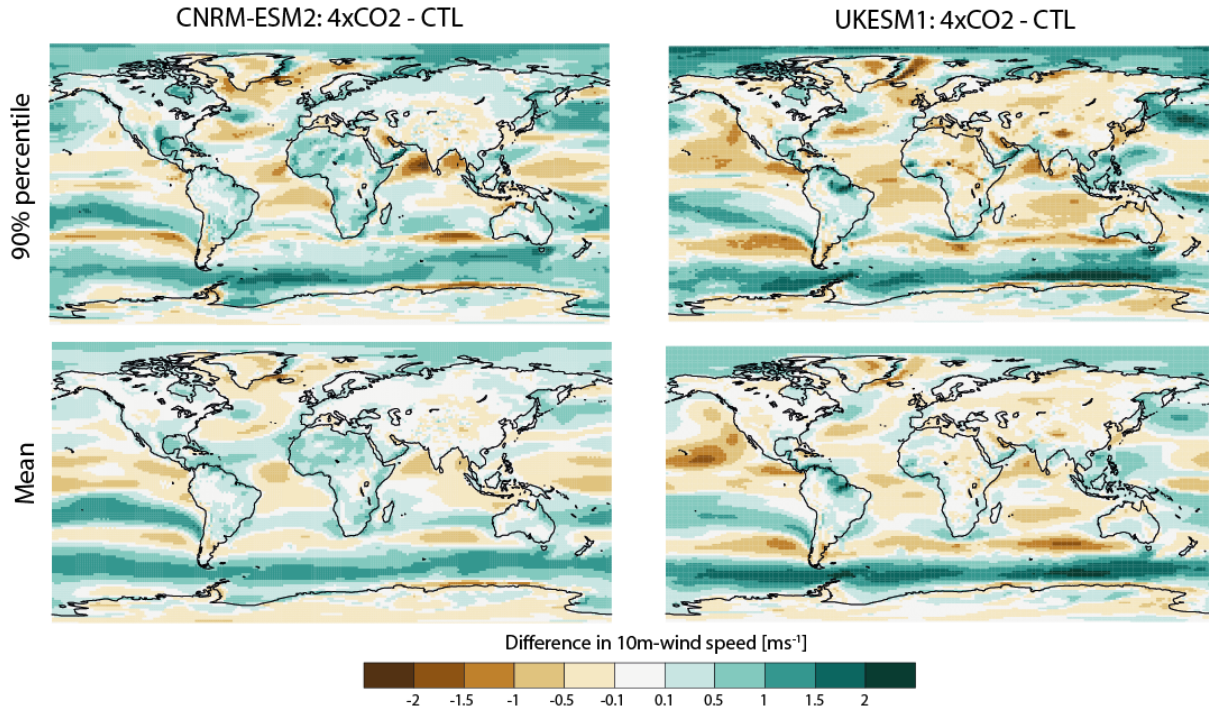 CNRM-ESM2: 4xCO2 - CTL
UKESM1: 4xCO2 - CTL
90% percentile
Mean
Difference in 10m-wind speed [ms⁻¹]
-2 -1.5 -1 -0.5 -0.1 0.1 0.5 1 1.5 2